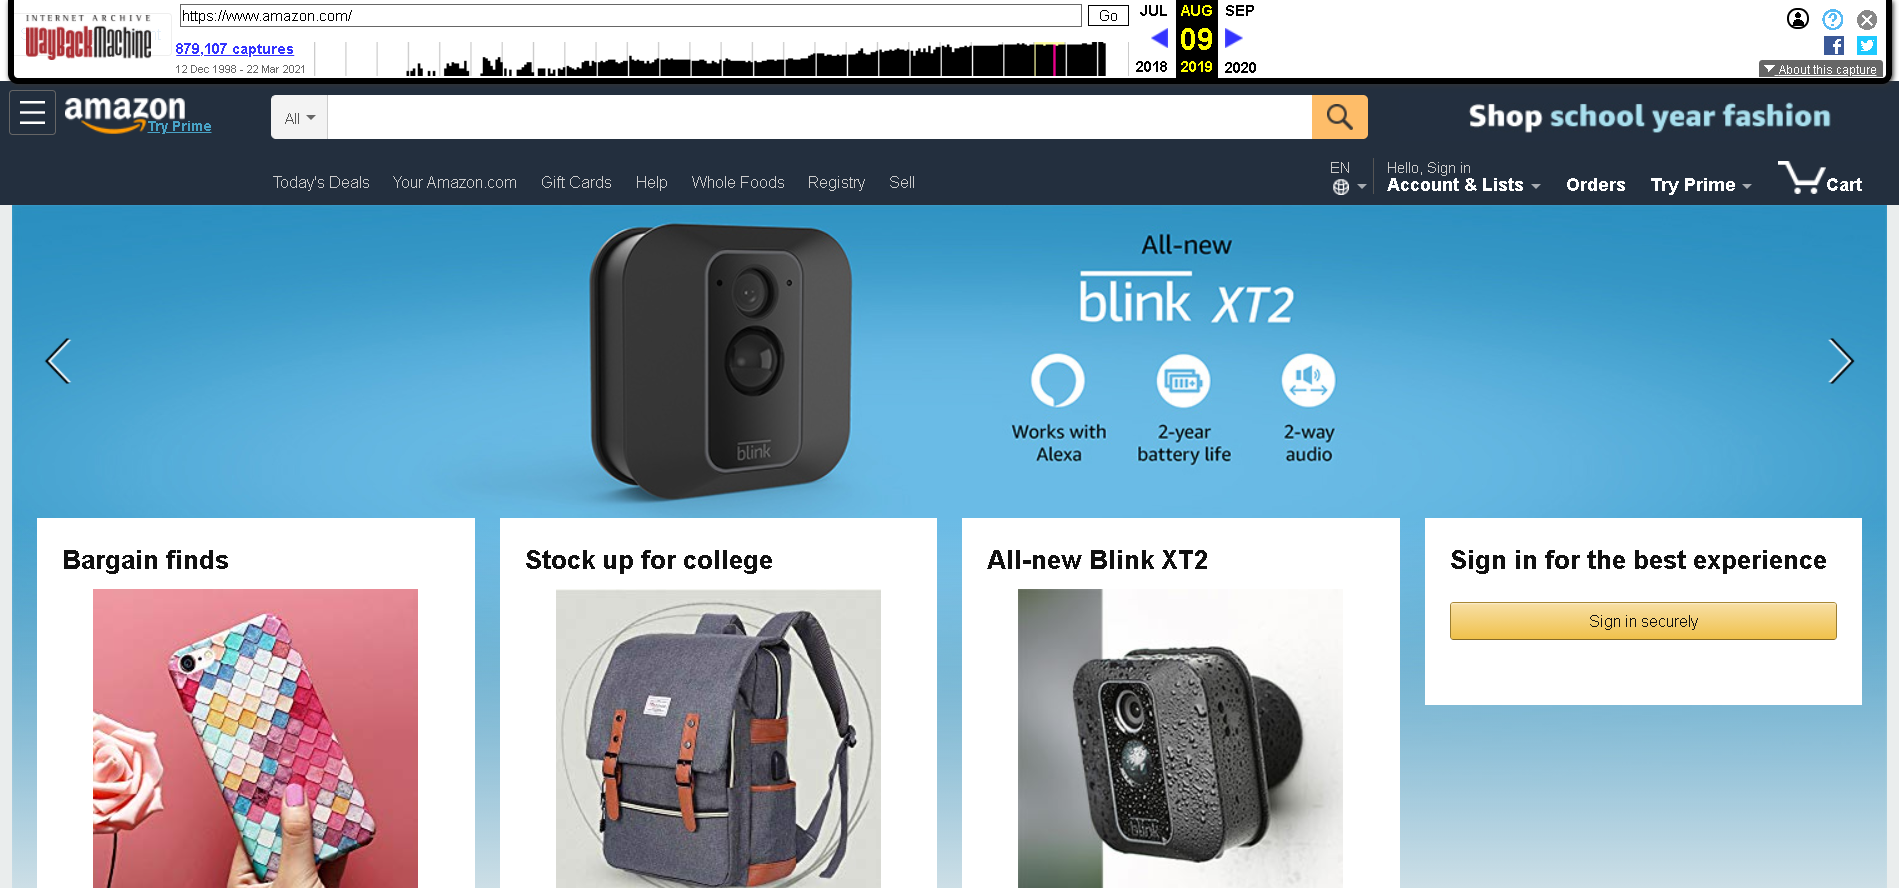 INTERNET ARCHIVE
WayBackMachine
https://www.amazon.com/
Go
JUL AUG SEP
09
2018 2019 2020
879,107 captures
12 Dec 1998 - 22 Mar 2021
About this capture
amazon
Try Prime
All
Shop school year fashion
Today's Deals Your Amazon.com Gift Cards Help Whole Foods Registry Sell
EN
Hello, Sign in
Account & Lists Orders Try Prime Cart
All-new
blink XT2
Works with
Alexa
2-year
battery life
2-way
audio
blink
Bargain finds
Stock up for college
All-new Blink XT2
Sign in for the best experience
Sign in securely
blink